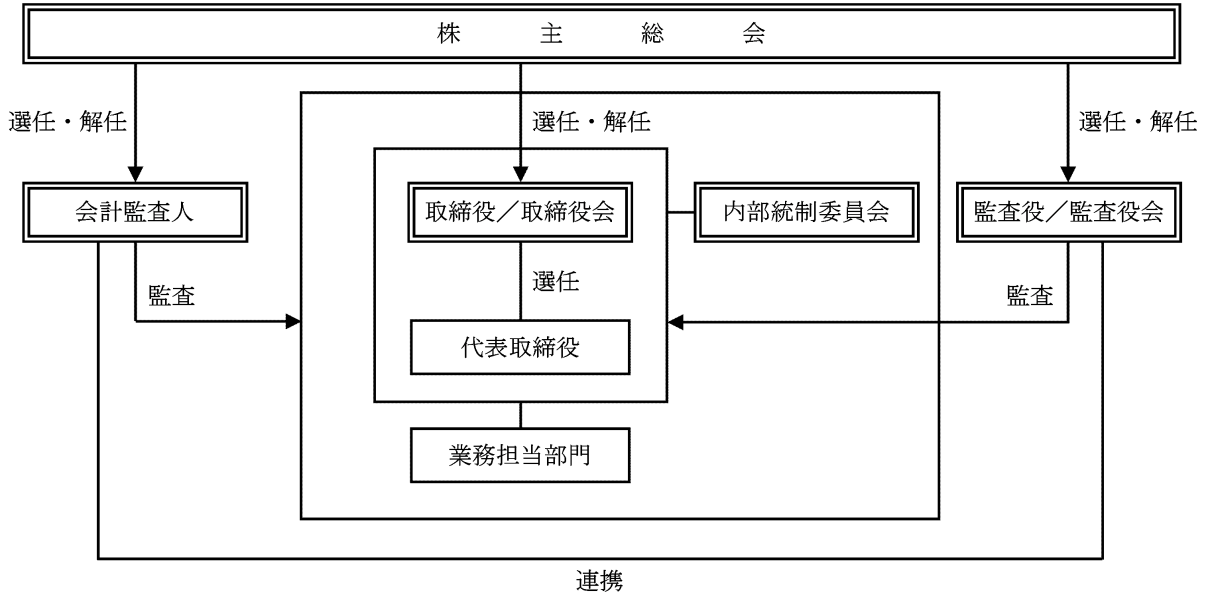 株主総会
選任・解任
選任・解任
選任・解任
会計監査人
取締役／取締役会
内部統制委員会
監査役／監査役会
選任
監査
監査
代表取締役
業務担当部門
連携